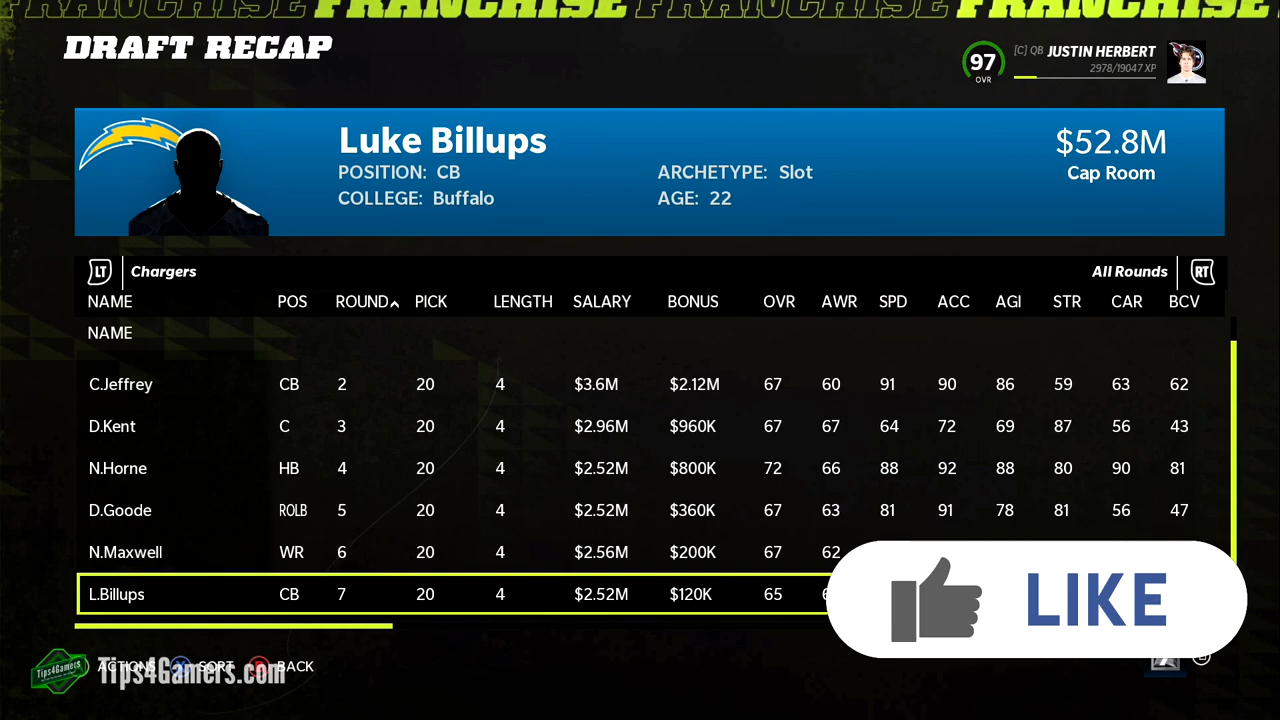 FRANCHISE FRANCHISE FRANCHISE FRANCHISE
DRAFT RECAP
97
OVR
[C] QB JUSTIN HERBERT
2978/19047 XP
Luke Billups
POSITION: CB
ARCHETYPE: Slot
COLLEGE: Buffalo
AGE: 22
$52.8M
Cap Room
LT Chargers
All Rounds RT
NAME POS ROUND PICK LENGTH SALARY BONUS OVR AWR SPD ACC AGI STR CAR BCV
NAME
C.Jeffrey CB 2 20 4 $3.6M $2.12M 67 60 91 90 86 59 63 62
D.Kent C 3 20 4 $2.96M $960K 67 67 64 72 69 87 56 43
N.Horne HB 4 20 4 $2.52M $800K 72 66 88 92 88 80 90 81
D.Goode ROLB 5 20 4 $2.52M $360K 67 63 81 91 78 81 56 47
N.Maxwell WR 6 20 4 $2.56M $200K 67 62
L.Billups CB 7 20 4 $2.52M $120K 65
LIKE
ACTIONS X SORT B BACK
Tips4Gamers
Tips4Gamers.com